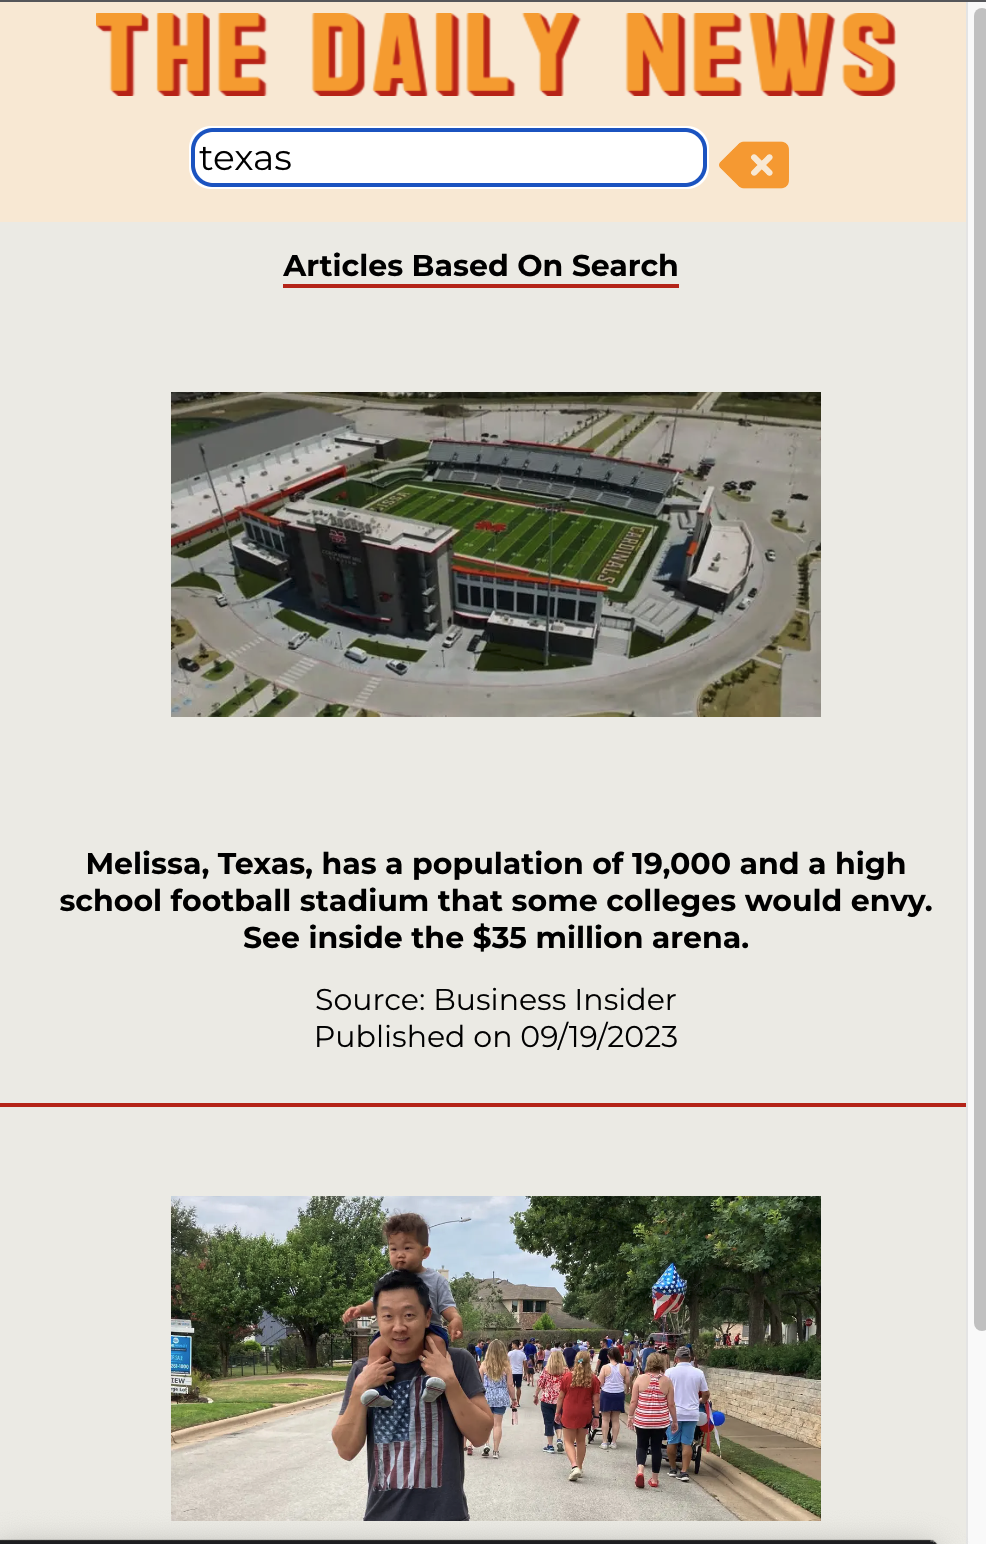 THE DAILY NEWS
texas
Articles Based On Search
CARDINALS
Melissa, Texas, has a population of 19,000 and a high
school football stadium that some colleges would envy.
See inside the $35 million arena.
Source: Business Insider
Published on 09/19/2023